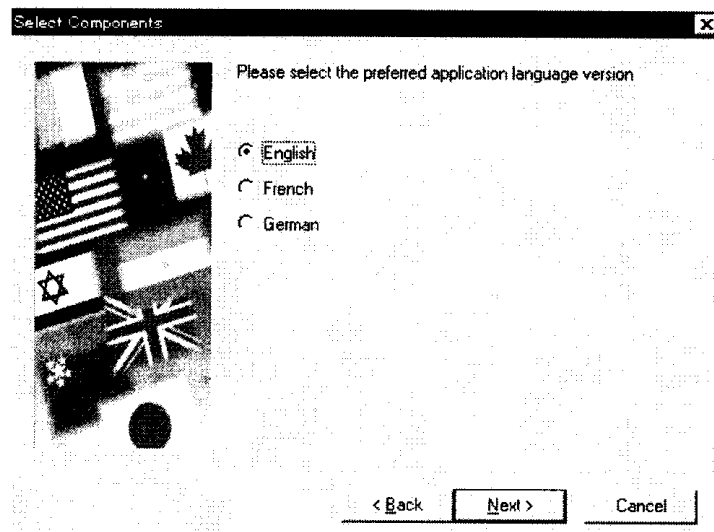 Select Components
Please select the preferred application language version
English
French
German
< Back
Next >
Cancel